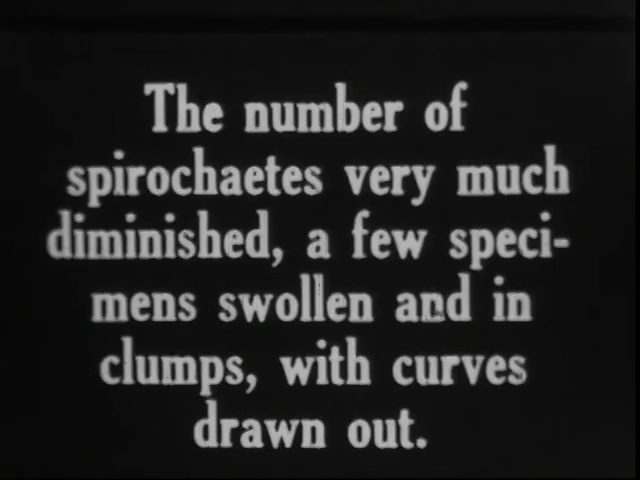 The number of
spirochaetes very much
diminished, a few speci-
mens swollen and in
clumps, with curves
drawn out.